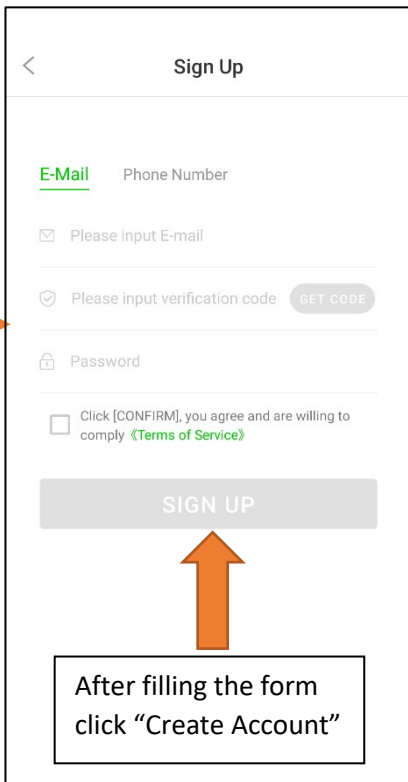 Sign Up
E-Mail Phone Number
Please input E-mail
Please input verification code GET CODE
Password
Click [CONFIRM], you agree and are willing to
comply 《Terms of Service》
SIGN UP
After filling the form
click “Create Account”